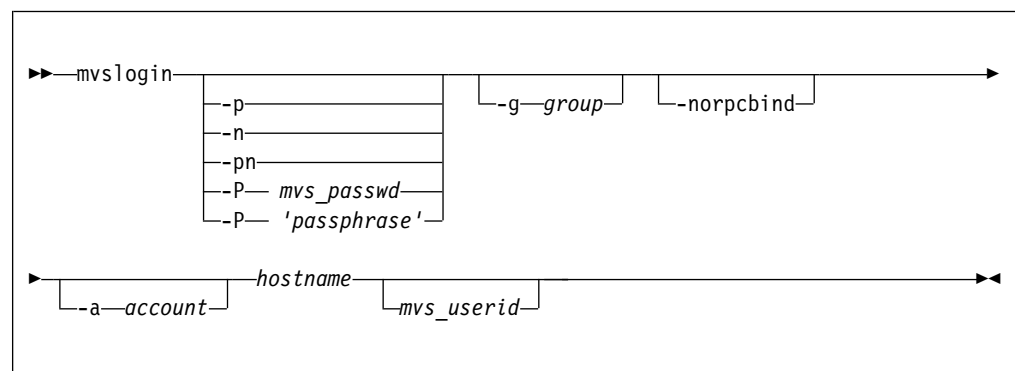 mvslogin
-p
-n
-pn
-P mvs_passwd
-P 'passphrase'
-g group
-norpcbind
-a account
hostname
mvs_userid